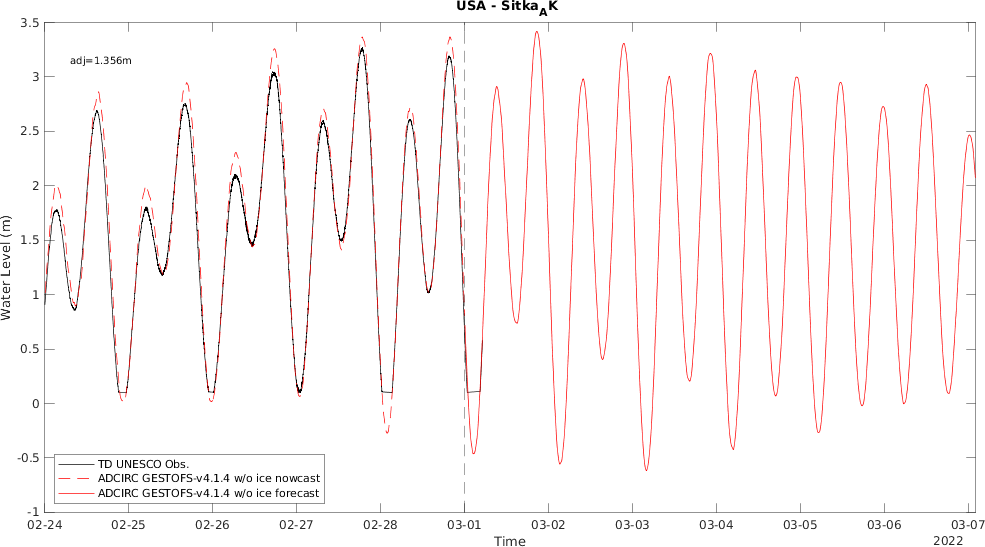 USA - Sitka_AK
3.5
adj=1.356m
3
2.5
2
1.5
1
0.5
0
-0.5
-1
Water Level (m)
TD UNESCO Obs.
ADCIRC GESTOFS-v4.1.4 w/o ice nowcast
ADCIRC GESTOFS-v4.1.4 w/o ice forecast
02-24 02-25 02-26 02-27 02-28 03-01 03-02 03-03 03-04 03-05 03-06 03-07
Time
2022